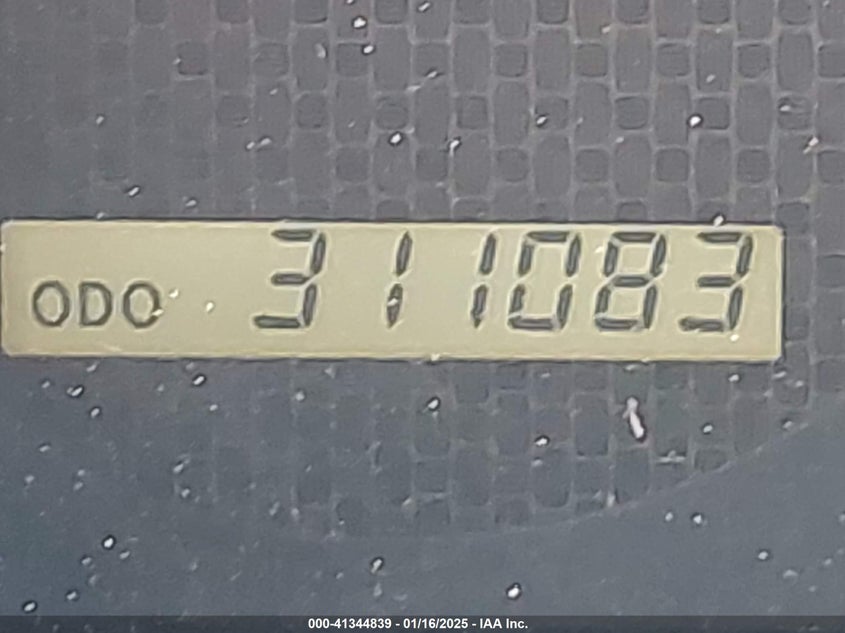 ODO 311083
000-41344839 - 01/16/2025 - IAA Inc.